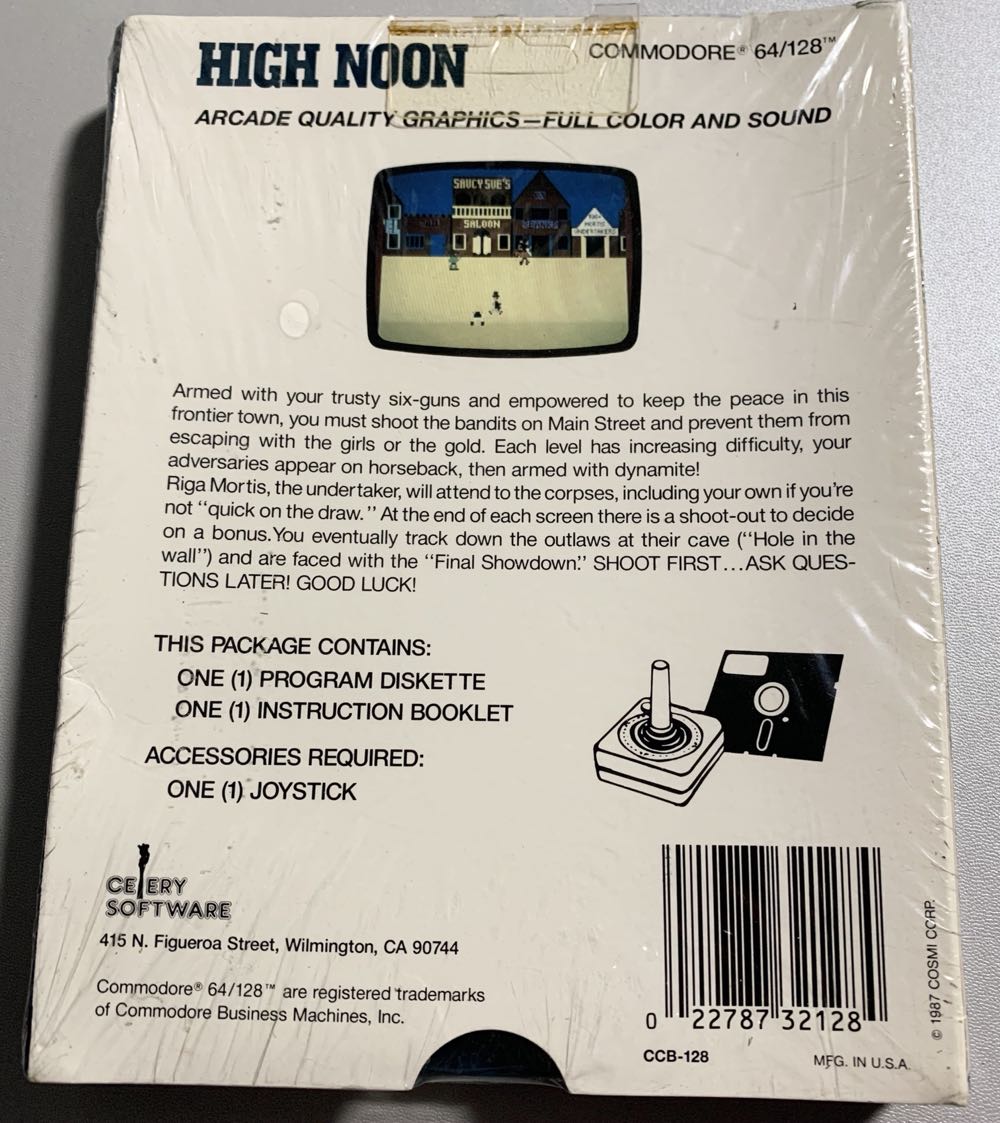 HIGH NOON
COMMODORE® 64/128™
ARCADE QUALITY GRAPHICS—FULL COLOR AND SOUND
SAUCY SUE'S
SALOON
EL
UNDERTAKERS
Armed with your trusty six-guns and empowered to keep the peace in this
frontier town, you must shoot the bandits on Main Street and prevent them from
escaping with the girls or the gold. Each level has increasing difficulty, your
adversaries appear on horseback, then armed with dynamite!
Riga Mortis, the undertaker, will attend to the corpses, including your own if you're
not "quick on the draw." At the end of each screen there is a shoot-out to decide
on a bonus.You eventually track down the outlaws at their cave ("Hole in the
wall") and are faced with the "Final Showdown." SHOOT FIRST...ASK QUES-
TIONS LATER! GOOD LUCK!
THIS PACKAGE CONTAINS:
ONE (1) PROGRAM DISKETTE
ONE (1) INSTRUCTION BOOKLET
ACCESSORIES REQUIRED:
ONE (1) JOYSTICK
CELERY
SOFTWARE
415 N. Figueroa Street, Wilmington, CA 90744
Commodore® 64/128™ are registered trademarks
of Commodore Business Machines, Inc.
0 22787 32128
CCB-128
MFG. IN U.S.A.
© 1987 COSMI CORP.